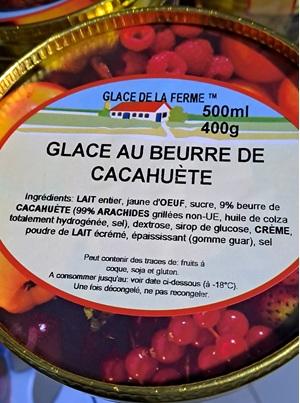 GLACE DE LA FERME ™
500ml
400g
GLACE AU BEURRE DE
CACAHUÈTE
Ingrédients: LAIT entier, jaune d'OEUF, sucre, 9% beurre de
CACAHUÈTE (99% ARACHIDES grillées non-UE, huile de colza
totalement hydrogénée, sel), dextrose, sirop de glucose, CRÈME,
poudre de LAIT écrémé, épaississant (gomme guar), sel
Peut contenir des traces de: fruits à
coque, soja et gluten.
A consommer jusqu'au: voir date ci-dessous (à -18°C).
Une fois décongelé, ne pas recongeler.